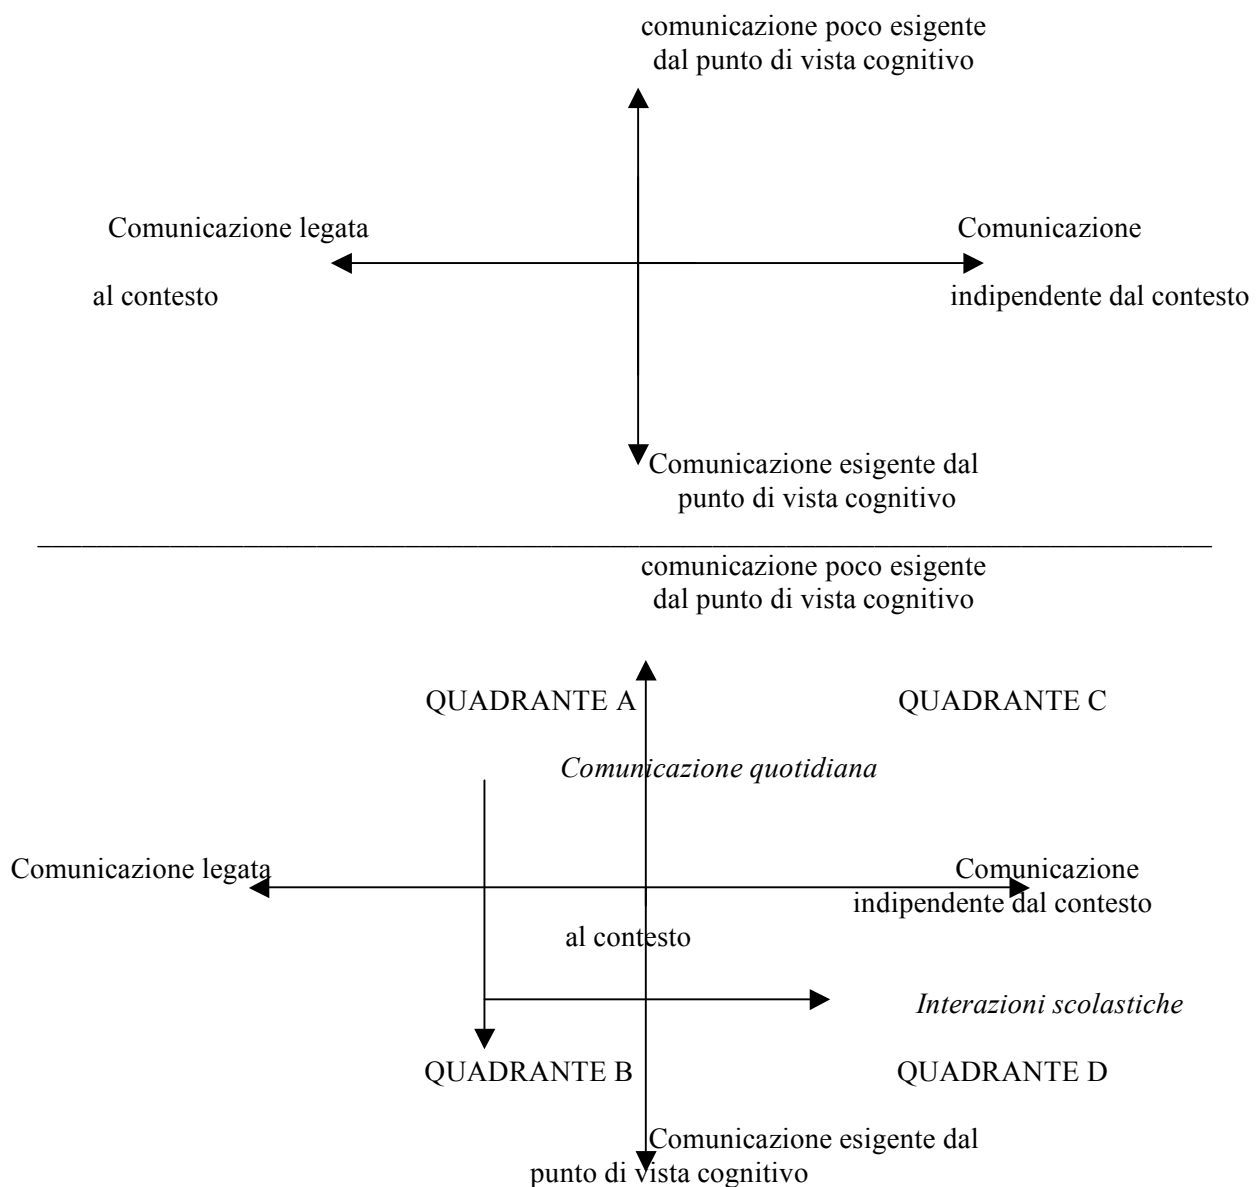 comunicazione poco esigente
dal punto di vista cognitivo
Comunicazione legata
Comunicazione
al contesto
indipendente dal contesto
Comunicazione esigente dal
punto di vista cognitivo
comunicazione poco esigente
dal punto di vista cognitivo
QUADRANTE A
QUADRANTE C
Comunicazione quotidiana
Comunicazione legata
Comunicazione
indipendente dal contesto
al contesto
Interazioni scolastiche
QUADRANTE B
QUADRANTE D
Comunicazione esigente dal
punto di vista cognitivo